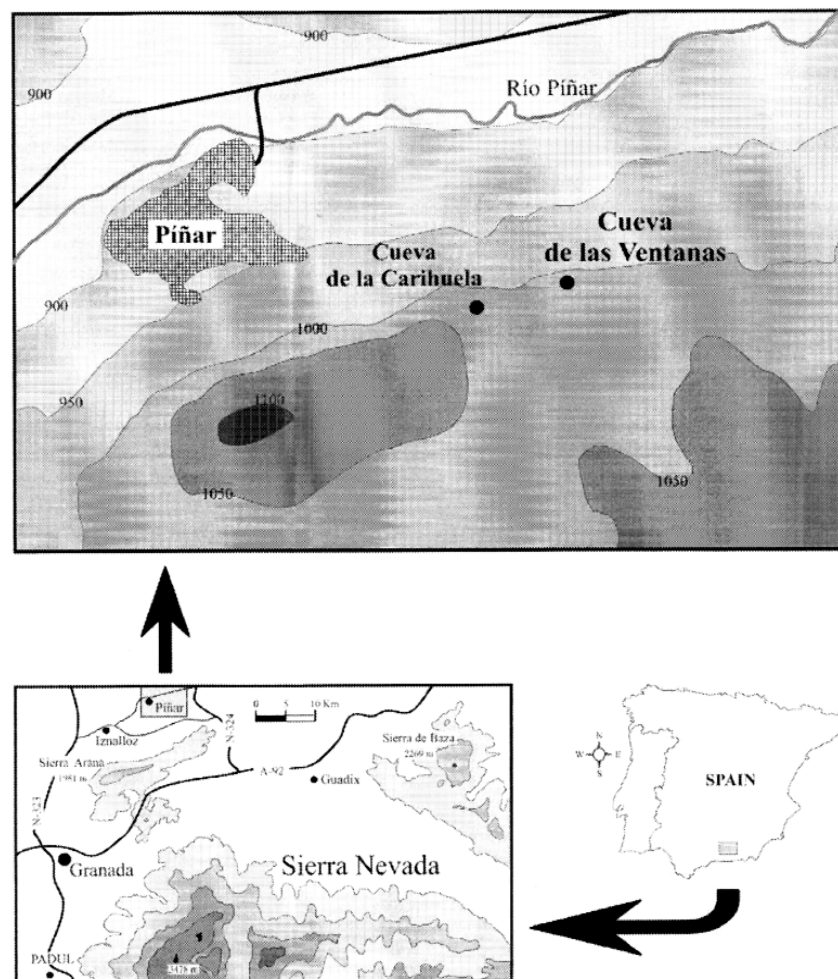 900
900
Río Píñar
Píñar
Cueva
de las Ventanas
Cueva
de la Carihuela
900
1000
950
1100
1050
1050
Píñar
0 5 10 Km
Iznalloz
N-324
Sierra Arana
1981 m
Sierra de Baza
2269 m
A-92
Guadix
N-323
Granada
Sierra Nevada
PADUL
3478 m
N
W E
S
SPAIN